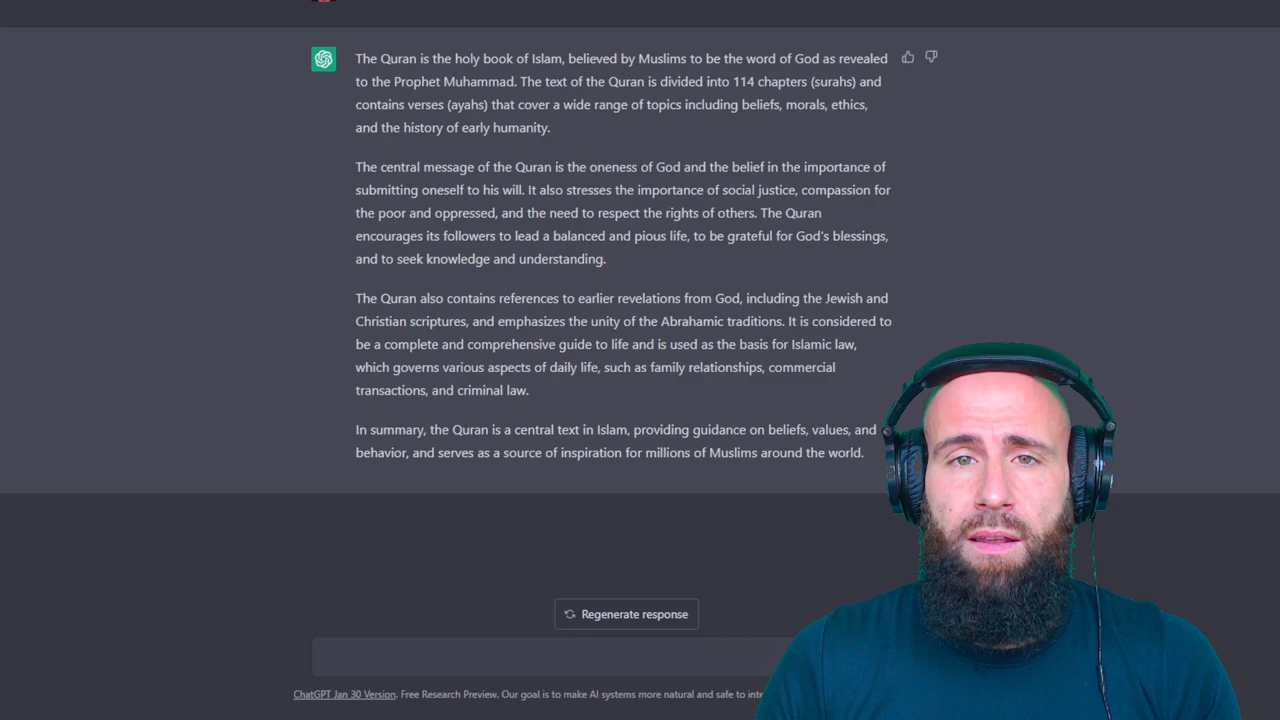 The Quran is the holy book of Islam, believed by Muslims to be the word of God as revealed
to the Prophet Muhammad. The text of the Quran is divided into 114 chapters (surahs) and
contains verses (ayahs) that cover a wide range of topics including beliefs, morals, ethics,
and the history of early humanity.
The central message of the Quran is the oneness of God and the belief in the importance of
submitting oneself to his will. It also stresses the importance of social justice, compassion for
the poor and oppressed, and the need to respect the rights of others. The Quran
encourages its followers to lead a balanced and pious life, to be grateful for God's blessings,
and to seek knowledge and understanding.
The Quran also contains references to earlier revelations from God, including the Jewish and
Christian scriptures, and emphasizes the unity of the Abrahamic traditions. It is considered to
be a complete and comprehensive guide to life and is used as the basis for Islamic law,
which governs various aspects of daily life, such as family relationships, commercial
transactions, and criminal law.
In summary, the Quran is a central text in Islam, providing guidance on beliefs, values, and
behavior, and serves as a source of inspiration for millions of Muslims around the world.
Regenerate response
ChatGPT Jan 30 Version. Free Research Preview. Our goal is to make AI systems more natural and safe to